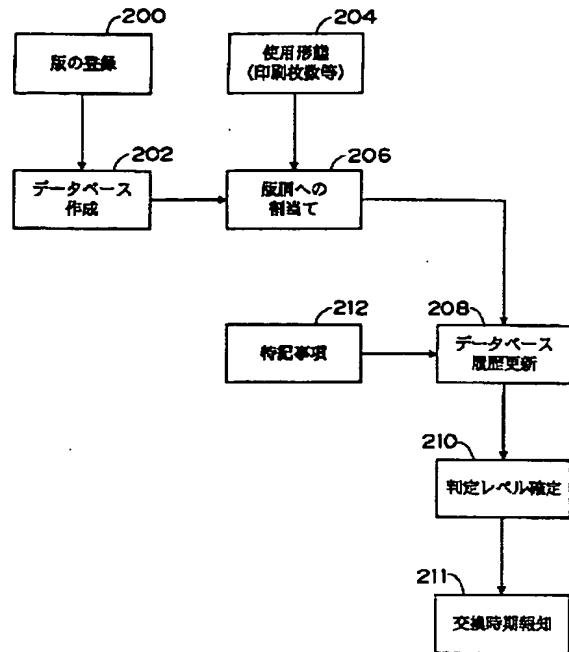 200
版の登録
204
使用形態
(印刷枚数等)
202
データベース
作成
206
版胴への
割当て
212
特記事項
208
データベース
履歴更新
210
判定レベル確定
211
交換時期報知